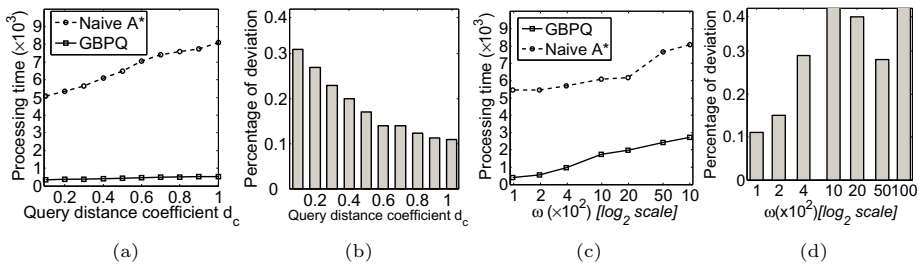 Processing time (×10³)
9
8
7
6
5
4
3
2
1
0
Naive A*
GBPQ
0.2 0.4 0.6 0.8 1
Query distance coefficient d_c
(a)
Percentage of deviation
0.4
0.3
0.2
0.1
0
0.2 0.4 0.6 0.8 1
Query distance coefficient d_c
(b)
Processing time (×10³)
9
8
7
6
5
4
3
2
1
0
Naive A*
GBPQ
1 2 4 10 20 50 10
ω (×10²) [log₂ scale]
(c)
Percentage of deviation
0.4
0.3
0.2
0.1
0
1 2 4 10 20 50 100
ω(x10²)[log₂ scale]
(d)